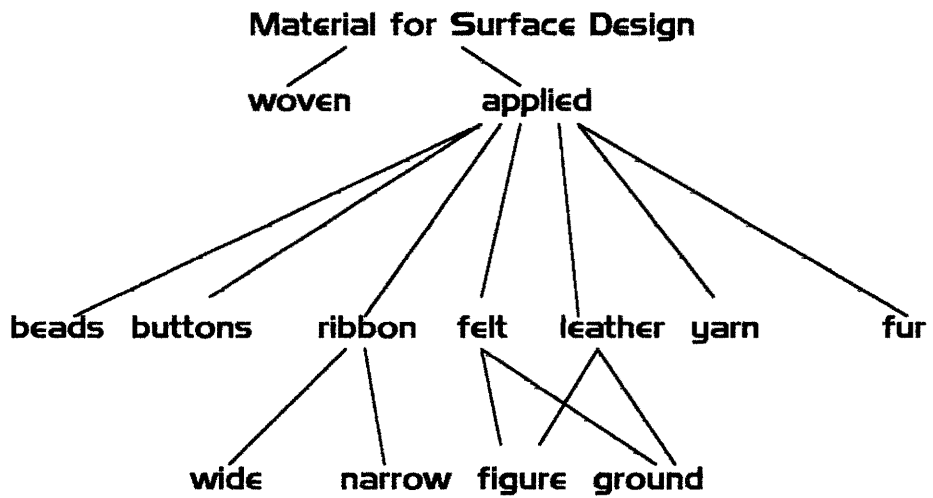 Material for Surface Design
woven applied
beads buttons ribbon felt leather yarn fur
wide narrow figure ground